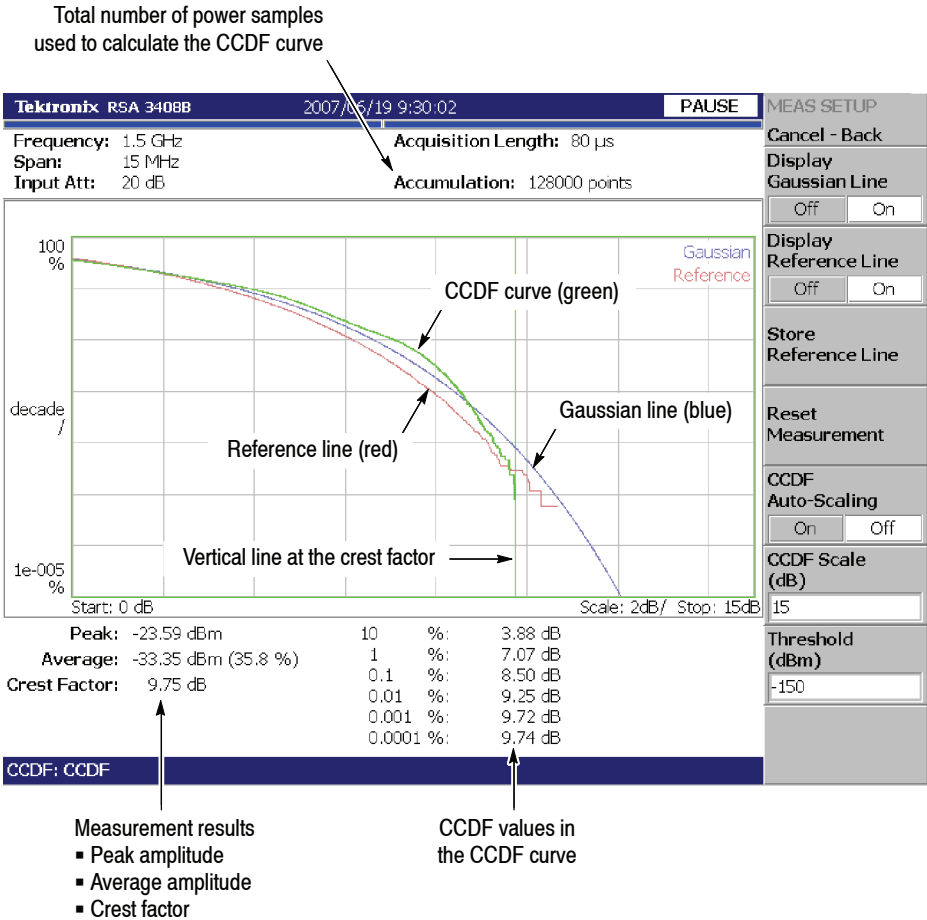 Total number of power samples
used to calculate the CCDF curve
Tektronix RSA 3408B 2007/06/19 9:30:02 PAUSE
Frequency: 1.5 GHz Acquisition Length: 80 µs
Span: 15 MHz
Input Att: 20 dB Accumulation: 128000 points
MEAS SETUP
Cancel - Back
Display
Gaussian Line
Off On
Display
Reference Line
Off On
Store
Reference Line
Reset
Measurement
CCDF
Auto-Scaling
On Off
CCDF Scale
(dB)
15
Threshold
(dBm)
-150
100
%
Gaussian
Reference
CCDF curve (green)
decade
/
Gaussian line (blue)
Reference line (red)
Vertical line at the crest factor
1e-005
%
Start: 0 dB Scale: 2dB/ Stop: 15dB
Peak: -23.59 dBm
Average: -33.35 dBm (35.8 %)
Crest Factor: 9.75 dB
10 %: 3.88 dB
1 %: 7.07 dB
0.1 %: 8.50 dB
0.01 %: 9.25 dB
0.001 %: 9.72 dB
0.0001 %: 9.74 dB
CCDF: CCDF
Measurement results
▪ Peak amplitude
▪ Average amplitude
▪ Crest factor
CCDF values in
the CCDF curve